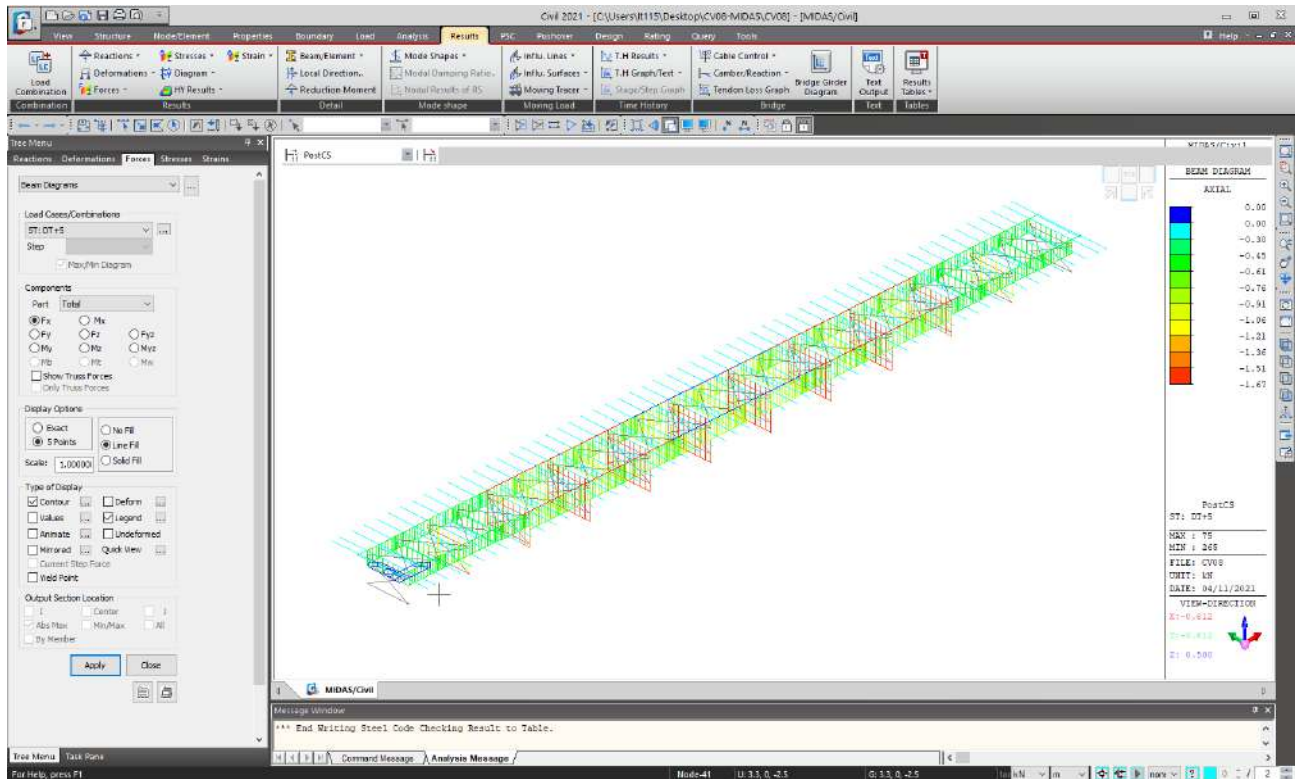 Civil 2021 - [C:\Users\lt115\Desktop\CV08-MIDAS\CV08] - [MIDAS/Civil]
View Structure Node/Element Properties Boundary Load Analysis Results PSC Pushover Design Rating Query Tools Help
Load Combination
Reactions Deformations Forces
Stresses Diagram HY Results
Strain
Beam/Element Local Direction.. Reduction Moment
Mode Shapes Modal Damping Ratio.. Nodal Results of RS
Influ. Lines Influ. Surfaces Moving Tracer
T.H Results T.H Graph/Text Stage/Step Graph
Cable Control Camber/Reaction Tendon Loss Graph
Bridge Girder Diagram
Text Output
Results Tables
Combination Results Detail Mode shape Moving Load Time History Bridge Text Tables
Tree Menu
Reactions Deformations Forces Stresses Strains
Beam Diagrams
Load Cases/Combinations
ST: DT+5
Step
Max/Min Diagram
Components
Part Total
Fx Mx
Fy Fz Fyz
My Mz Myz
Mb Mt Mw
Show Truss Forces
Only Truss Forces
Display Options
Exact
5 Points
No Fill
Line Fill
Solid Fill
Scale: 1.00000
Type of Display
Contour Deform
Values Legend
Animate Undeformed
Mirrored Quick View
Current Step Force
Yield Point
Output Section Location
I Center J
Abs Max Min/Max All
By Member
Apply Close
Tree Menu Task Pane
PostCS
MIDAS/Civil
BEAM DIAGRAM
AXIAL
0.00
0.00
-0.30
-0.45
-0.61
-0.76
-0.91
-1.06
-1.21
-1.36
-1.51
-1.67
PostCS
ST: DT+5
MAX : 75
MIN : 265
FILE: CV08
UNIT: kN
DATE: 04/11/2021
VIEW-DIRECTION
X:-0.612
Z: 0.500
MIDAS/Civil
Message Window
*** End Writing Steel Code Checking Result to Table.
Command Message Analysis Message
For Help, press F1
Node-41 U: 3.3, 0, -2.5 G: 3.3, 0, -2.5 kN m 2